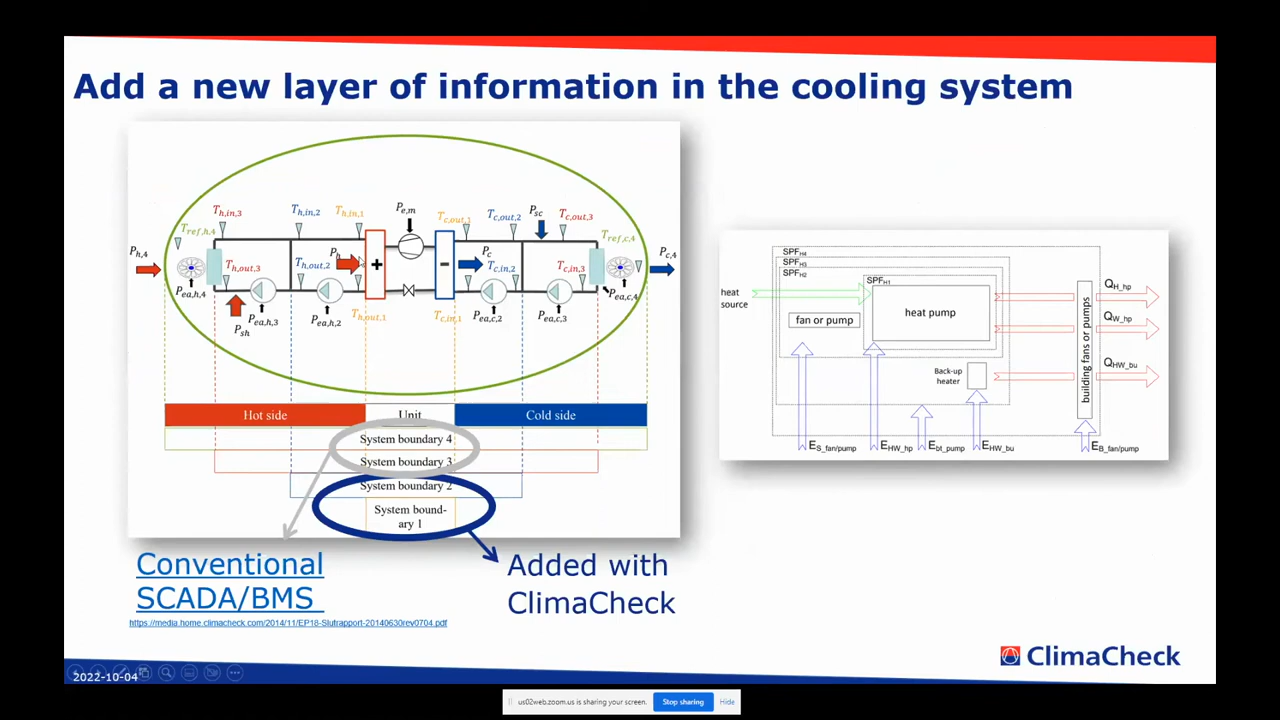 Add a new layer of information in the cooling system
T_h,in,3
T_h,in,2
T_h,in,1
P_e,m
T_c,out,1
T_c,out,2
P_sc
T_c,out,3
T_ref,h,4
T_ref,c,4
P_h,4
T_h,out,3
T_h,out,2
P_h
+
-
P_c
T_c,in,2
T_c,in,3
P_c,4
P_ea,h,4
P_sh
P_ea,h,3
P_ea,h,2
T_h,out,1
T_c,in,1
P_ea,c,2
P_ea,c,3
P_ea,c,4
Hot side
Unit
Cold side
System boundary 4
System boundary 3
System boundary 2
System bound-
ary 1
SPF_H4
SPF_H3
SPF_H2
SPF_H1
heat
source
fan or pump
heat pump
Back-up
heater
building fans or pumps
Q_H_hp
Q_W_hp
Q_HW_bu
E_S_fan/pump
E_HW_hp
E_bt_pump
E_HW_bu
E_B_fan/pump
Conventional
SCADA/BMS
https://media.home.climacheck.com/2014/11/EP18-Slutrapport-20140630rev0704.pdf
Added with
ClimaCheck
ClimaCheck
2022-10-04
us02web.zoom.us is sharing your screen.
Stop sharing
Hide